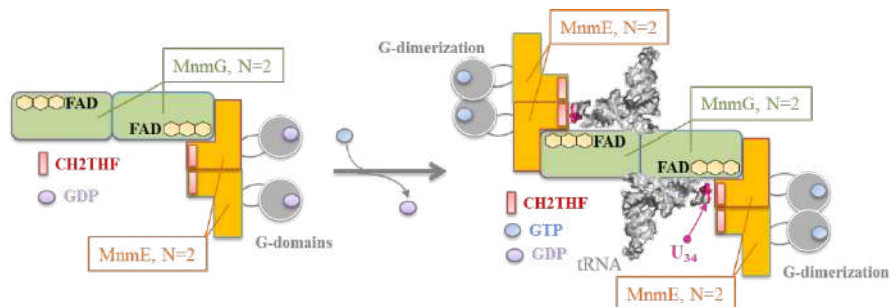 MnmG, N=2
FAD
FAD
CH2THF
GDP
G-domains
MnmE, N=2
G-dimerization
MnmE, N=2
MnmG, N=2
FAD
FAD
CH2THF
GTP
GDP
tRNA
U34
G-dimerization
MnmE, N=2